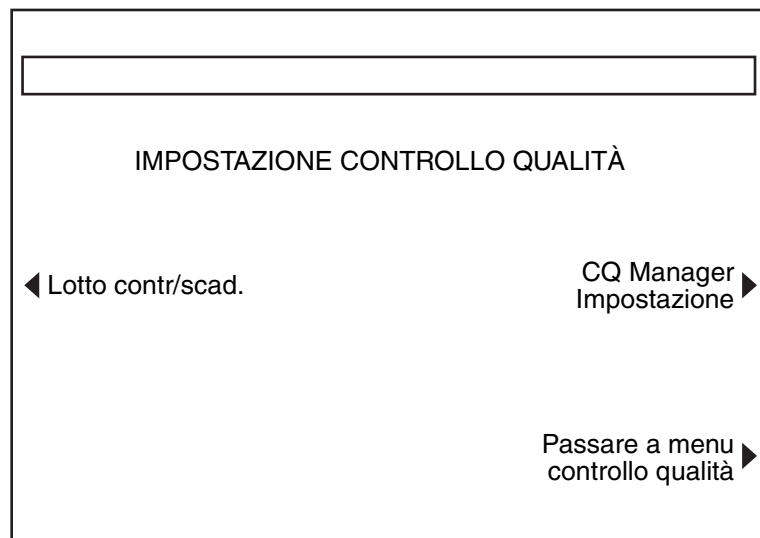 IMPOSTAZIONE CONTROLLO QUALITÀ
Lotto contr/scad.
CQ Manager
Impostazione
Passare a menu
controllo qualità